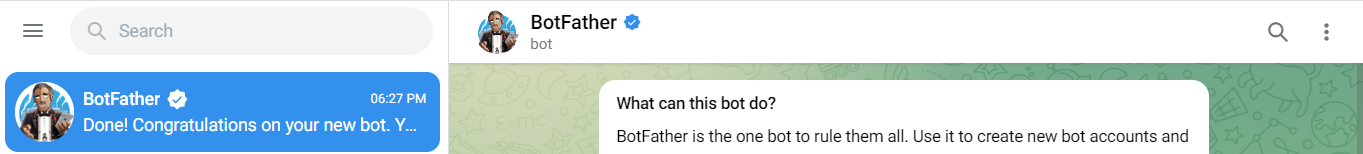 Search
BotFather
06:27 PM
Done! Congratulations on your new bot. Y...
BotFather
bot
What can this bot do?
BotFather is the one bot to rule them all. Use it to create new bot accounts and